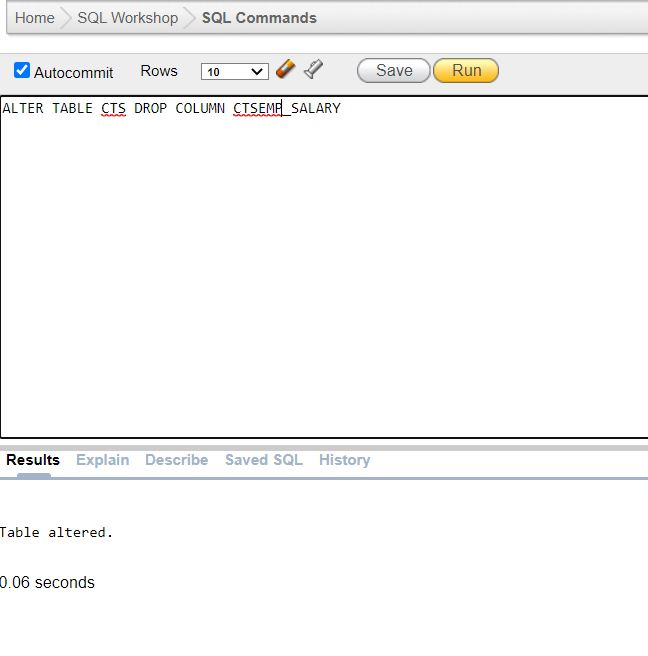 Home SQL Workshop SQL Commands
Autocommit Rows 10 Save Run
ALTER TABLE CTS DROP COLUMN CTSEMP_SALARY
Results Explain Describe Saved SQL History
Table altered.
0.06 seconds